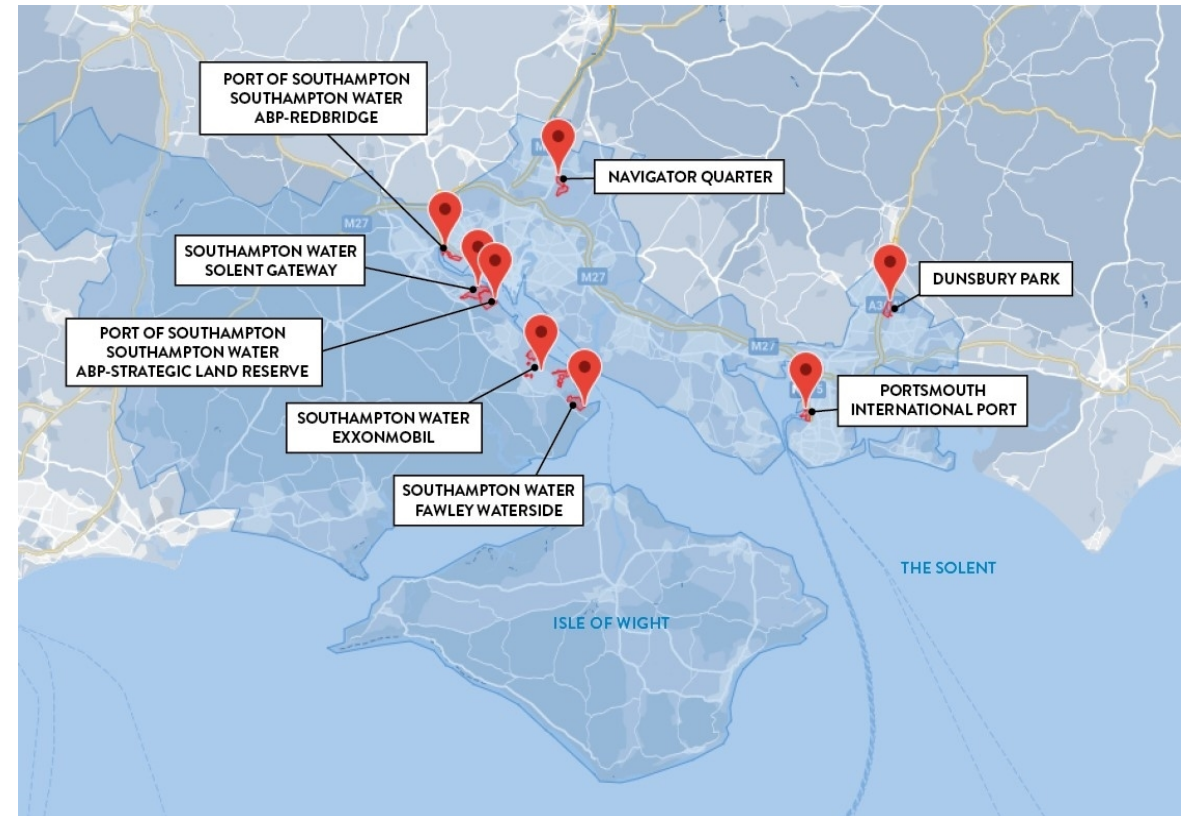 PORT OF SOUTHAMPTON
SOUTHAMPTON WATER
ABP-REDBRIDGE
NAVIGATOR QUARTER
M27
SOUTHAMPTON WATER
SOLENT GATEWAY
M27
DUNSBURY PARK
PORT OF SOUTHAMPTON
SOUTHAMPTON WATER
ABP-STRATEGIC LAND RESERVE
M27
PORTSMOUTH
INTERNATIONAL PORT
SOUTHAMPTON WATER
EXXONMOBIL
SOUTHAMPTON WATER
FAWLEY WATERSIDE
THE SOLENT
ISLE OF WIGHT